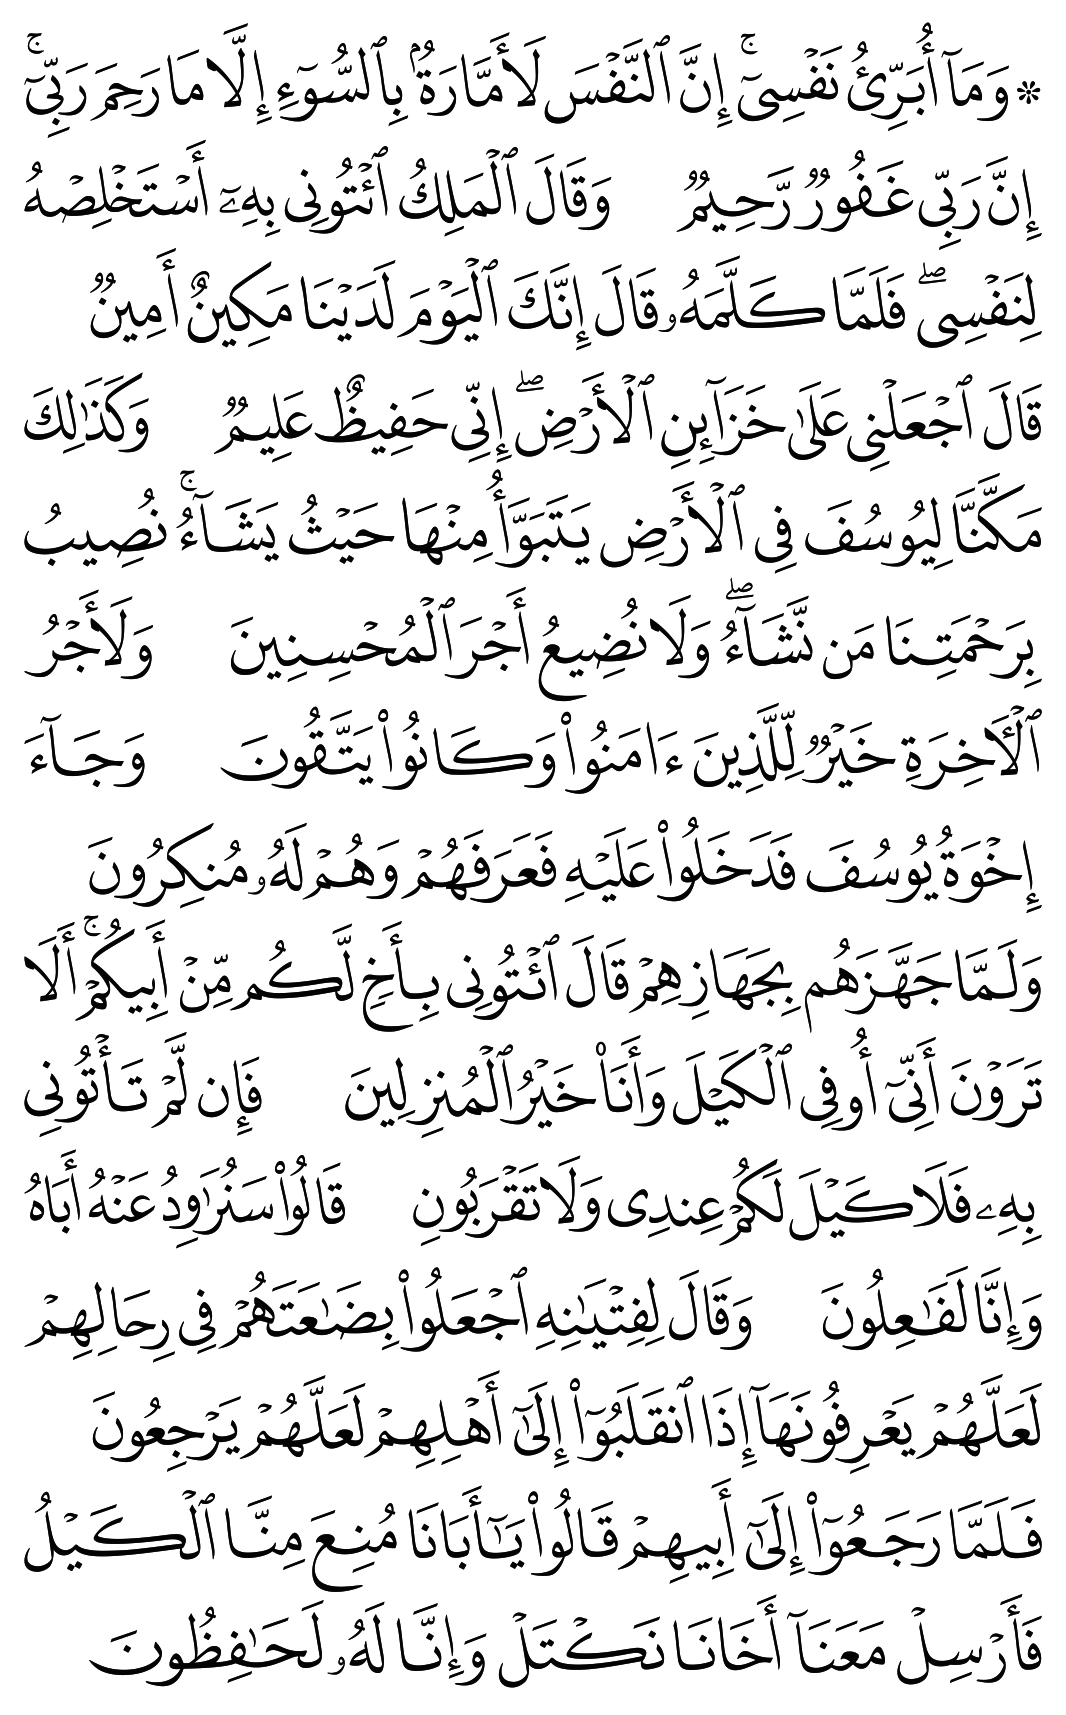 ۞ وَمَآ أُبَرِّئُ نَفۡسِيٓۚ إِنَّ ٱلنَّفۡسَ لَأَمَّارَةُۢ بِٱلسُّوٓءِ إِلَّا مَا رَحِمَ رَبِّيٓۚ
إِنَّ رَبِّي غَفُورٞ رَّحِيمٞ وَقَالَ ٱلۡمَلِكُ ٱئۡتُونِي بِهِۦٓ أَسۡتَخۡلِصۡهُ
لِنَفۡسِيۖ فَلَمَّا كَلَّمَهُۥ قَالَ إِنَّكَ ٱلۡيَوۡمَ لَدَيۡنَا مَكِينٌ أَمِينٞ
قَالَ ٱجۡعَلۡنِي عَلَىٰ خَزَآئِنِ ٱلۡأَرۡضِۖ إِنِّي حَفِيظٌ عَلِيمٞ وَكَذَٰلِكَ
مَكَّنَّا لِيُوسُفَ فِي ٱلۡأَرۡضِ يَتَبَوَّأُ مِنۡهَا حَيۡثُ يَشَآءُۚ نُصِيبُ
بِرَحۡمَتِنَا مَن نَّشَآءُۖ وَلَا نُضِيعُ أَجۡرَ ٱلۡمُحۡسِنِينَ وَلَأَجۡرُ
ٱلۡأٓخِرَةِ خَيۡرٞ لِّلَّذِينَ ءَامَنُواْ وَكَانُواْ يَتَّقُونَ وَجَآءَ
إِخۡوَةُ يُوسُفَ فَدَخَلُواْ عَلَيۡهِ فَعَرَفَهُمۡ وَهُمۡ لَهُۥ مُنكِرُونَ
وَلَمَّا جَهَّزَهُم بِجَهَازِهِمۡ قَالَ ٱئۡتُونِي بِأَخٖ لَّكُم مِّنۡ أَبِيكُمۡۚ أَلَا
تَرَوۡنَ أَنِّيٓ أُوفِي ٱلۡكَيۡلَ وَأَنَا۠ خَيۡرُ ٱلۡمُنزِلِينَ فَإِن لَّمۡ تَأۡتُونِي
بِهِۦ فَلَا كَيۡلَ لَكُمۡ عِندِي وَلَا تَقۡرَبُونِ قَالُواْ سَنُرَٰوِدُ عَنۡهُ أَبَاهُ
وَإِنَّا لَفَٰعِلُونَ وَقَالَ لِفِتۡيَٰنِهِ ٱجۡعَلُواْ بِضَٰعَتَهُمۡ فِي رِحَالِهِمۡ
لَعَلَّهُمۡ يَعۡرِفُونَهَآ إِذَا ٱنقَلَبُوٓاْ إِلَىٰٓ أَهۡلِهِمۡ لَعَلَّهُمۡ يَرۡجِعُونَ
فَلَمَّا رَجَعُوٓاْ إِلَىٰٓ أَبِيهِمۡ قَالُواْ يَٰٓأَبَانَا مُنِعَ مِنَّا ٱلۡكَيۡلُ
فَأَرۡسِلۡ مَعَنَآ أَخَانَا نَكۡتَلۡ وَإِنَّا لَهُۥ لَحَٰفِظُونَ